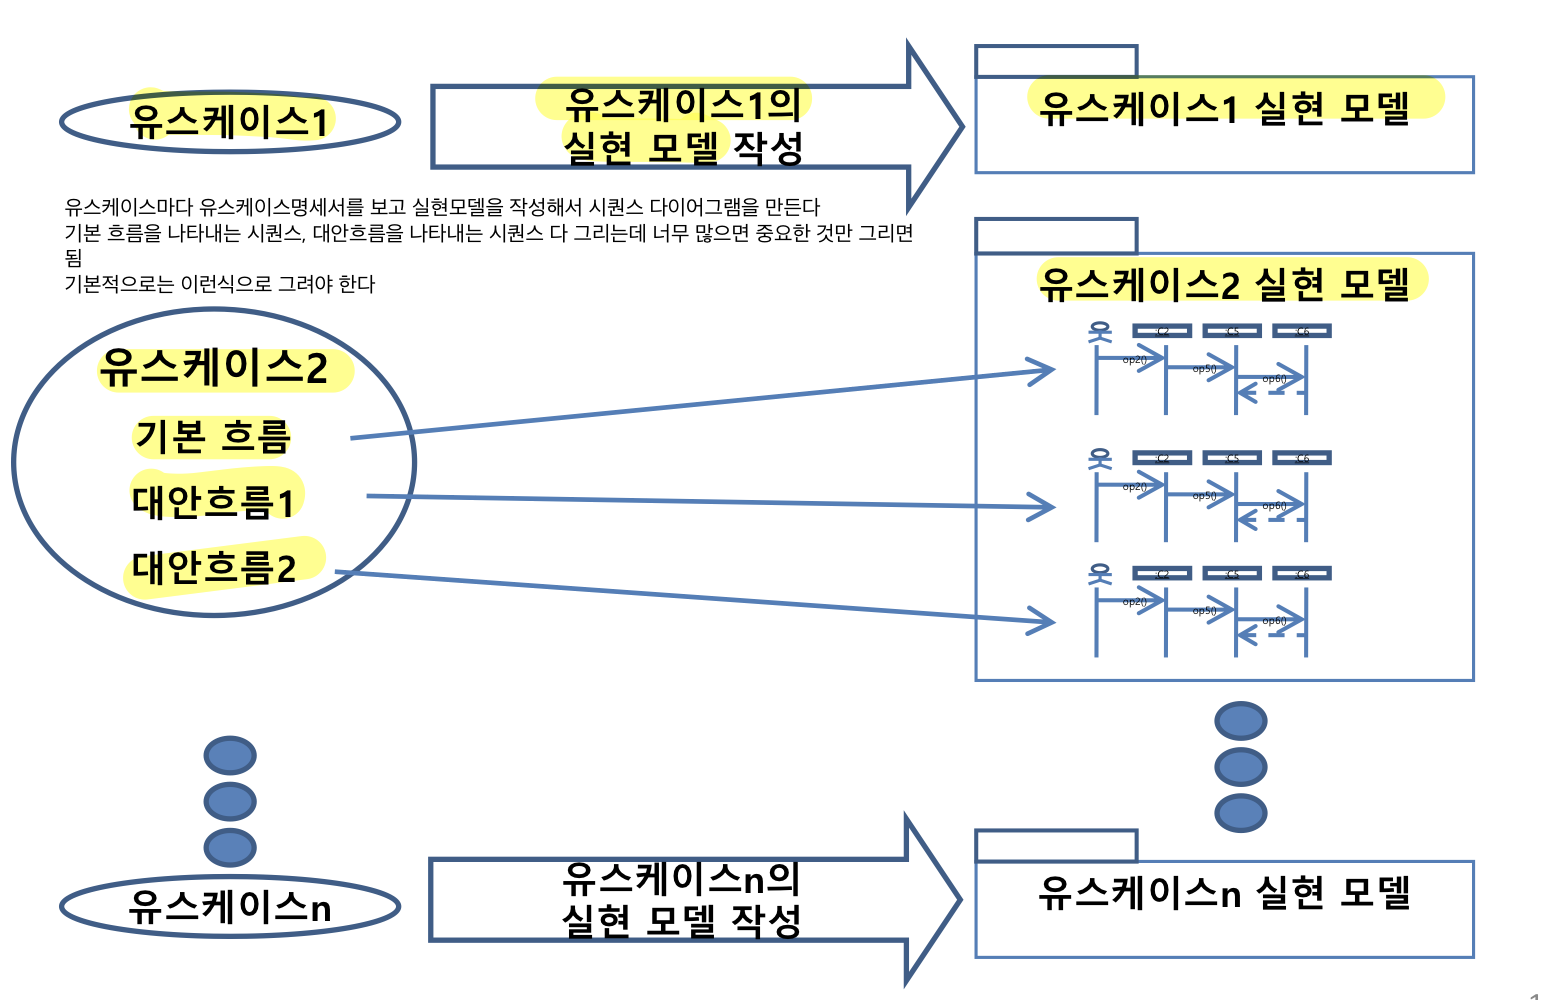 유스케이스1
유스케이스1의
실현 모델 작성
유스케이스1 실현 모델
유스케이스마다 유스케이스명세서를 보고 실현모델을 작성해서 시퀀스 다이어그램을 만든다
기본 흐름을 나타내는 시퀀스, 대안흐름을 나타내는 시퀀스 다 그리는데 너무 많으면 중요한 것만 그리면
됨
기본적으로는 이런식으로 그려야 한다
유스케이스2
기본 흐름
대안흐름1
대안흐름2
유스케이스2 실현 모델
:C2 :C5 :C6
op2()
op5()
op6()
:C2 :C5 :C6
op2()
op5()
op6()
:C2 :C5 :C6
op2()
op5()
op6()
유스케이스n
유스케이스n의
실현 모델 작성
유스케이스n 실현 모델